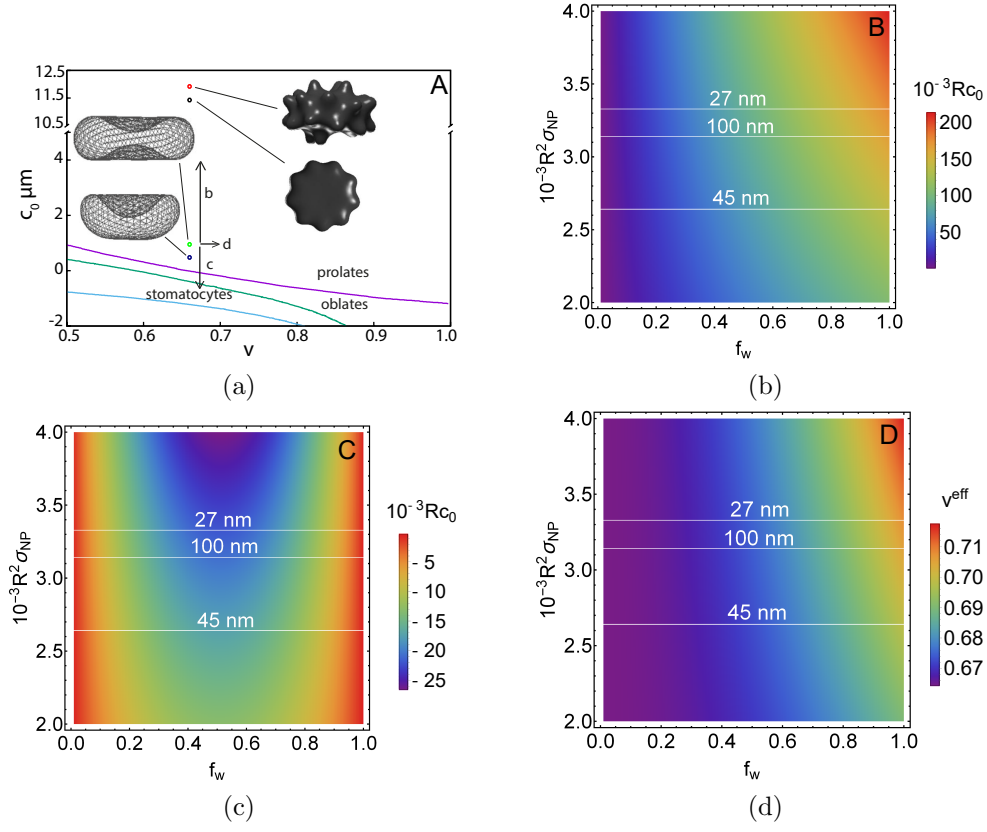 A
12.5
11.5
10.5
4
2
0
-2
c₀ μm
b
d
c
prolates
stomatocytes
oblates
0.5 0.6 0.7 0.8 0.9 1.0
v
(a)
B
4.0
3.5
3.0
2.5
2.0
10⁻³R²σNP
27 nm
100 nm
45 nm
0.0 0.2 0.4 0.6 0.8 1.0
fw
10⁻³Rc₀
200
150
100
50
(b)
C
4.0
3.5
3.0
2.5
2.0
10⁻³R²σNP
27 nm
100 nm
45 nm
0.0 0.2 0.4 0.6 0.8 1.0
fw
10⁻³Rc₀
- 5
- 10
- 15
- 20
- 25
(c)
D
4.0
3.5
3.0
2.5
2.0
10⁻³R²σNP
27 nm
100 nm
45 nm
0.0 0.2 0.4 0.6 0.8 1.0
fw
v^eff
0.71
0.70
0.69
0.68
0.67
(d)